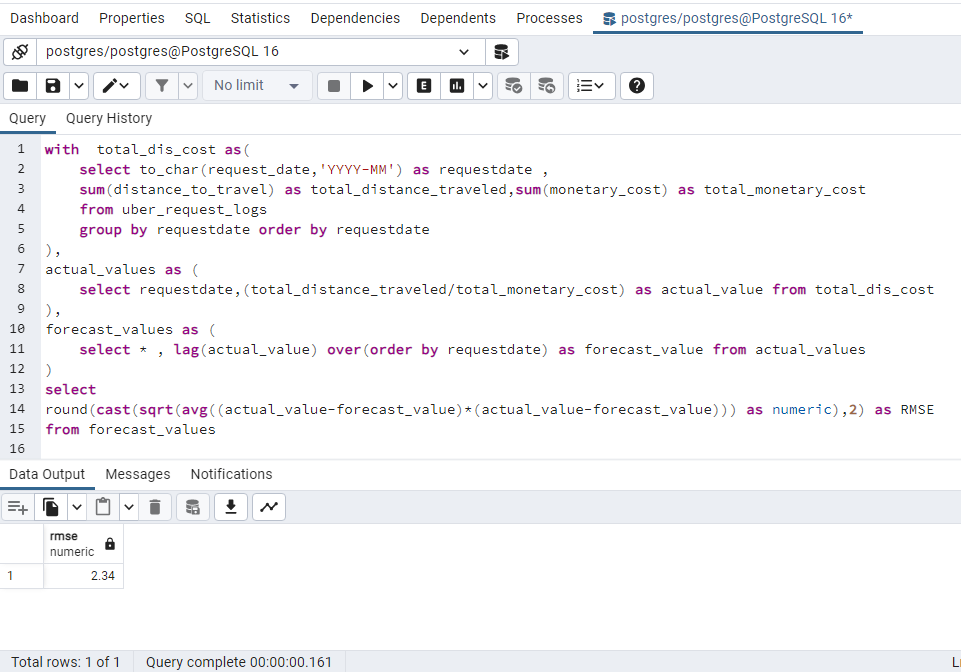 Dashboard Properties SQL Statistics Dependencies Dependents Processes postgres/postgres@PostgreSQL 16*
postgres/postgres@PostgreSQL 16
No limit
E
Query Query History
1 with  total_dis_cost as(
2     select to_char(request_date,'YYYY-MM') as requestdate ,
3     sum(distance_to_travel) as total_distance_traveled,sum(monetary_cost) as total_monetary_cost
4     from uber_request_logs
5     group by requestdate order by requestdate
6 ),
7 actual_values as (
8     select requestdate,(total_distance_traveled/total_monetary_cost) as actual_value from total_dis_cost
9 ),
10 forecast_values as (
11     select * , lag(actual_value) over(order by requestdate) as forecast_value from actual_values
12 )
13 select
14 round(cast(sqrt(avg((actual_value-forecast_value)*(actual_value-forecast_value))) as numeric),2) as RMSE
15 from forecast_values
16
Data Output Messages Notifications
rmse
numeric
1 2.34
Total rows: 1 of 1 Query complete 00:00:00.161